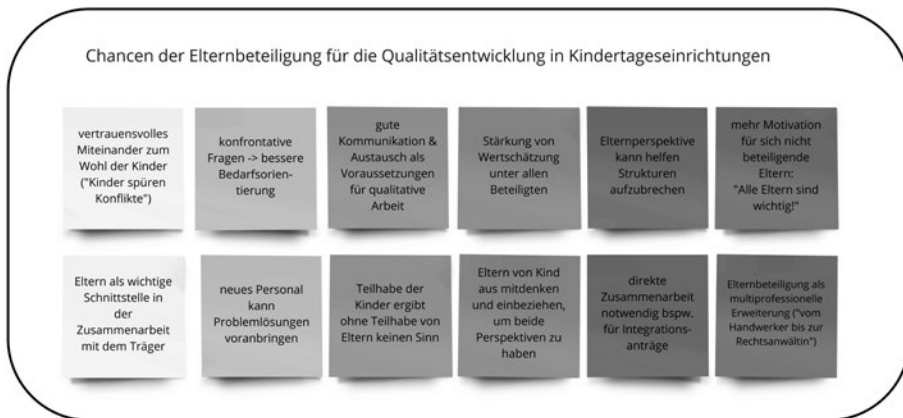 Chancen der Elternbeteiligung für die Qualitätsentwicklung in Kindertageseinrichtungen
vertrauensvolles
Miteinander zum
Wohl der Kinder
("Kinder spüren
Konflikte")
konfrontative
Fragen -> bessere
Bedarfsorien-
tierung
gute
Kommunikation &
Austausch als
Voraussetzungen
für qualitative
Arbeit
Stärkung von
Wertschätzung
unter allen
Beteiligten
Elternperspektive
kann helfen
Strukturen
aufzubrechen
mehr Motivation
für sich nicht
beteiligende
Eltern:
"Alle Eltern sind
wichtig!"
Eltern als wichtige
Schnittstelle in
der
Zusammenarbeit
mit dem Träger
neues Personal
kann
Problemlösungen
voranbringen
Teilhabe der
Kinder ergibt
ohne Teilhabe von
Eltern keinen Sinn
Eltern von Kind
aus mitdenken
und einbeziehen,
um beide
Perspektiven zu
haben
direkte
Zusammenarbeit
notwendig bspw.
für Integrations-
anträge
Elternbeteiligung als
multiprofessionelle
Erweiterung ("vom
Handwerker bis zur
Rechtsanwältin")